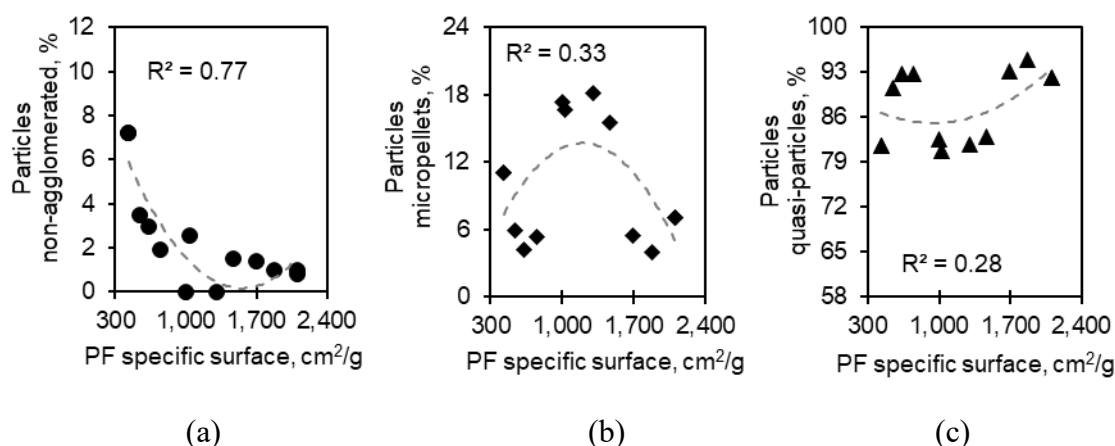 Particles
non-agglomerated, %
12
10
8
6
4
2
0
R² = 0.77
300 1,000 1,700 2,400
PF specific surface, cm²/g
(a)
Particles
micropellets, %
24
18
12
6
0
R² = 0.33
300 1,000 1,700 2,400
PF specific surface, cm²/g
(b)
Particles
quasi-particles, %
100
93
86
79
72
65
58
R² = 0.28
300 1,000 1,700 2,400
PF specific surface, cm²/g
(c)